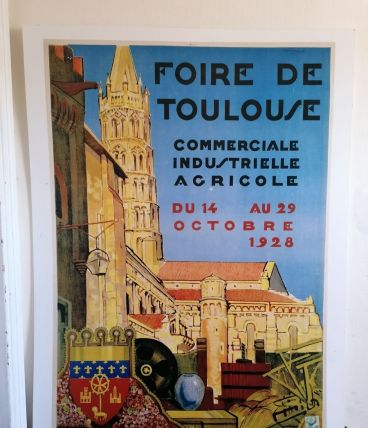 FOIRE DE
TOULOUSE
COMMERCIALE
INDUSTRIELLE
AGRICOLE
DU 14 AU 29
OCTOBRE
1928